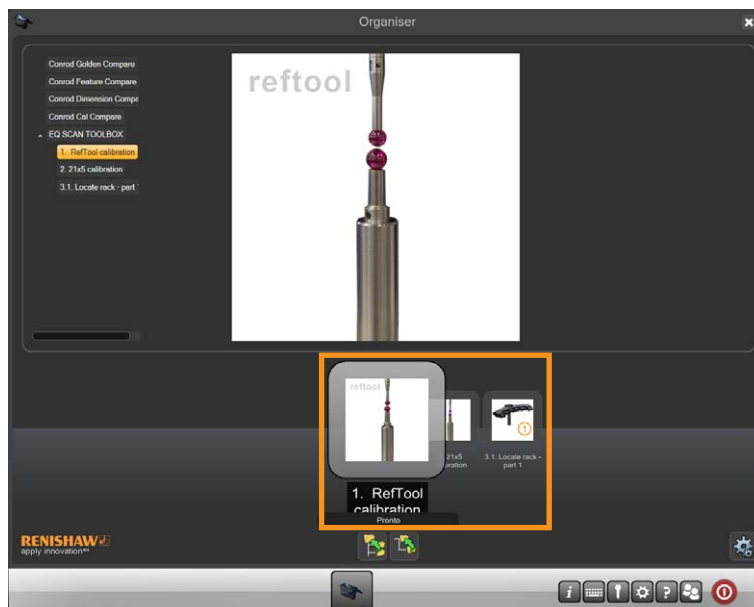 Organiser
Conrod Golden Compare
Conrod Feature Compare
Conrod Dimension Compa
Conrod Cal Compare
EQ SCAN TOOLBOX
1. RefTool calibration
2. 21x5 calibration
3.1. Locate rack - part
reftool
reftool
1
21x5
3.1. Locate rack -
part 1
1. RefTool
calibration
Pronto
RENISHAW
apply innovation™